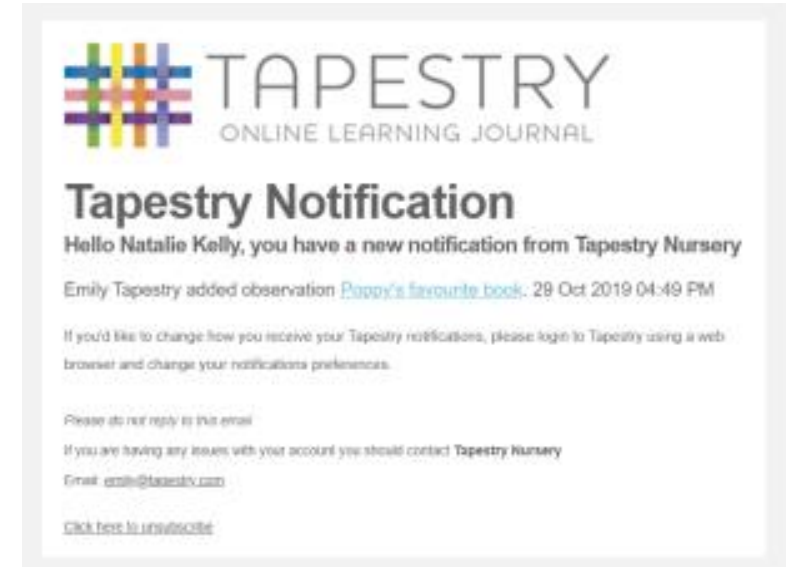 TAPESTRY
ONLINE LEARNING JOURNAL
Tapestry Notification
Hello Natalie Kelly, you have a new notification from Tapestry Nursery
Emily Tapestry added observation Poppy's favourite book. 29 Oct 2019 04:49 PM
If you'd like to change how you receive your Tapestry notifications, please login to Tapestry using a web
browser and change your notifications preferences.
Please do not reply to this email
If you are having any issues with your account you should contact Tapestry Nursery
Email: emily@tapestry.com
Click here to unsubscribe